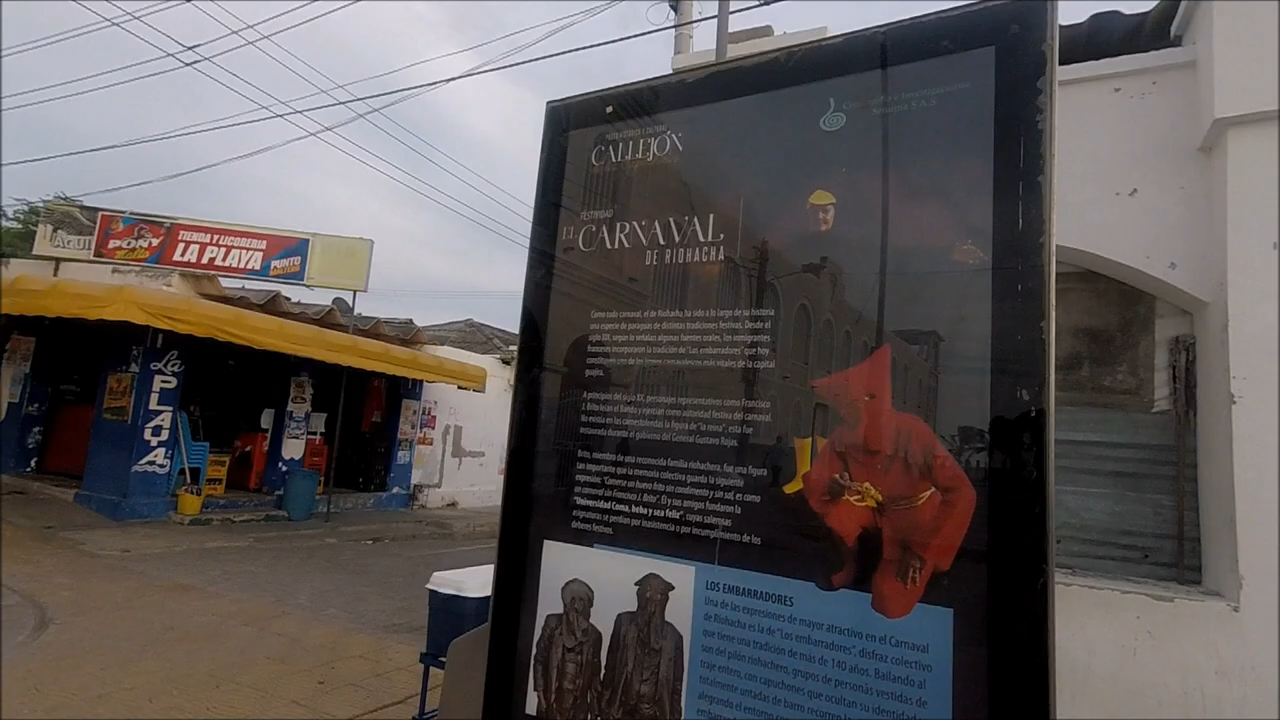 AQUI
PONY
Malta
TIENDA Y LICORERIA
LA PLAYA
PUNTO
La
PLAYA
CALLEJÓN
FESTIVIDAD
EL CARNAVAL
DE RIOHACHA
Como todo carnaval, el de Riohacha, ha sido a lo largo de su historia
una especie de paraguas de distintas tradiciones festivas. Desde el
siglo XIX, según lo señalan algunas fuentes orales, los inmigrantes
franceses incorporaron la tradición de "Los embarradores" que hoy
constituyen uno de los íconos carnavalescos más vitales de la capital
guajira.
A principios del siglo XX, personajes representativos como Francisco
J. Brito leían el Bando y ejercían como autoridad festiva del carnaval.
No existía en las carnestolendas la figura de "la reina"; esta fue
instaurada durante el gobierno del General Gustavo Rojas.
Brito, miembro de una reconocida familia riohachera, fue una figura
tan importante que la memoria colectiva guarda la siguiente
expresión: "Comerse un huevo frito sin condimento y sin sal, es como
un carnaval sin Francisco J. Brito". Él y sus amigos fundaron la
"Universidad Coma, beba y sea feliz", cuyas salerosas
asignaturas se perdían por inasistencia o por incumplimiento de los
deberes festivos.
LOS EMBARRADORES
Una de las expresiones de mayor atractivo en el Carnaval
de Riohacha es la de "Los embarradores", disfraz colectivo
que tiene una tradición de más de 140 años. Bailando al
son del pilón riohachero, grupos de personas vestidas de
traje entero, con capuchones que ocultan su identidad
totalmente untadas de barro recorren
alegrando el entorno